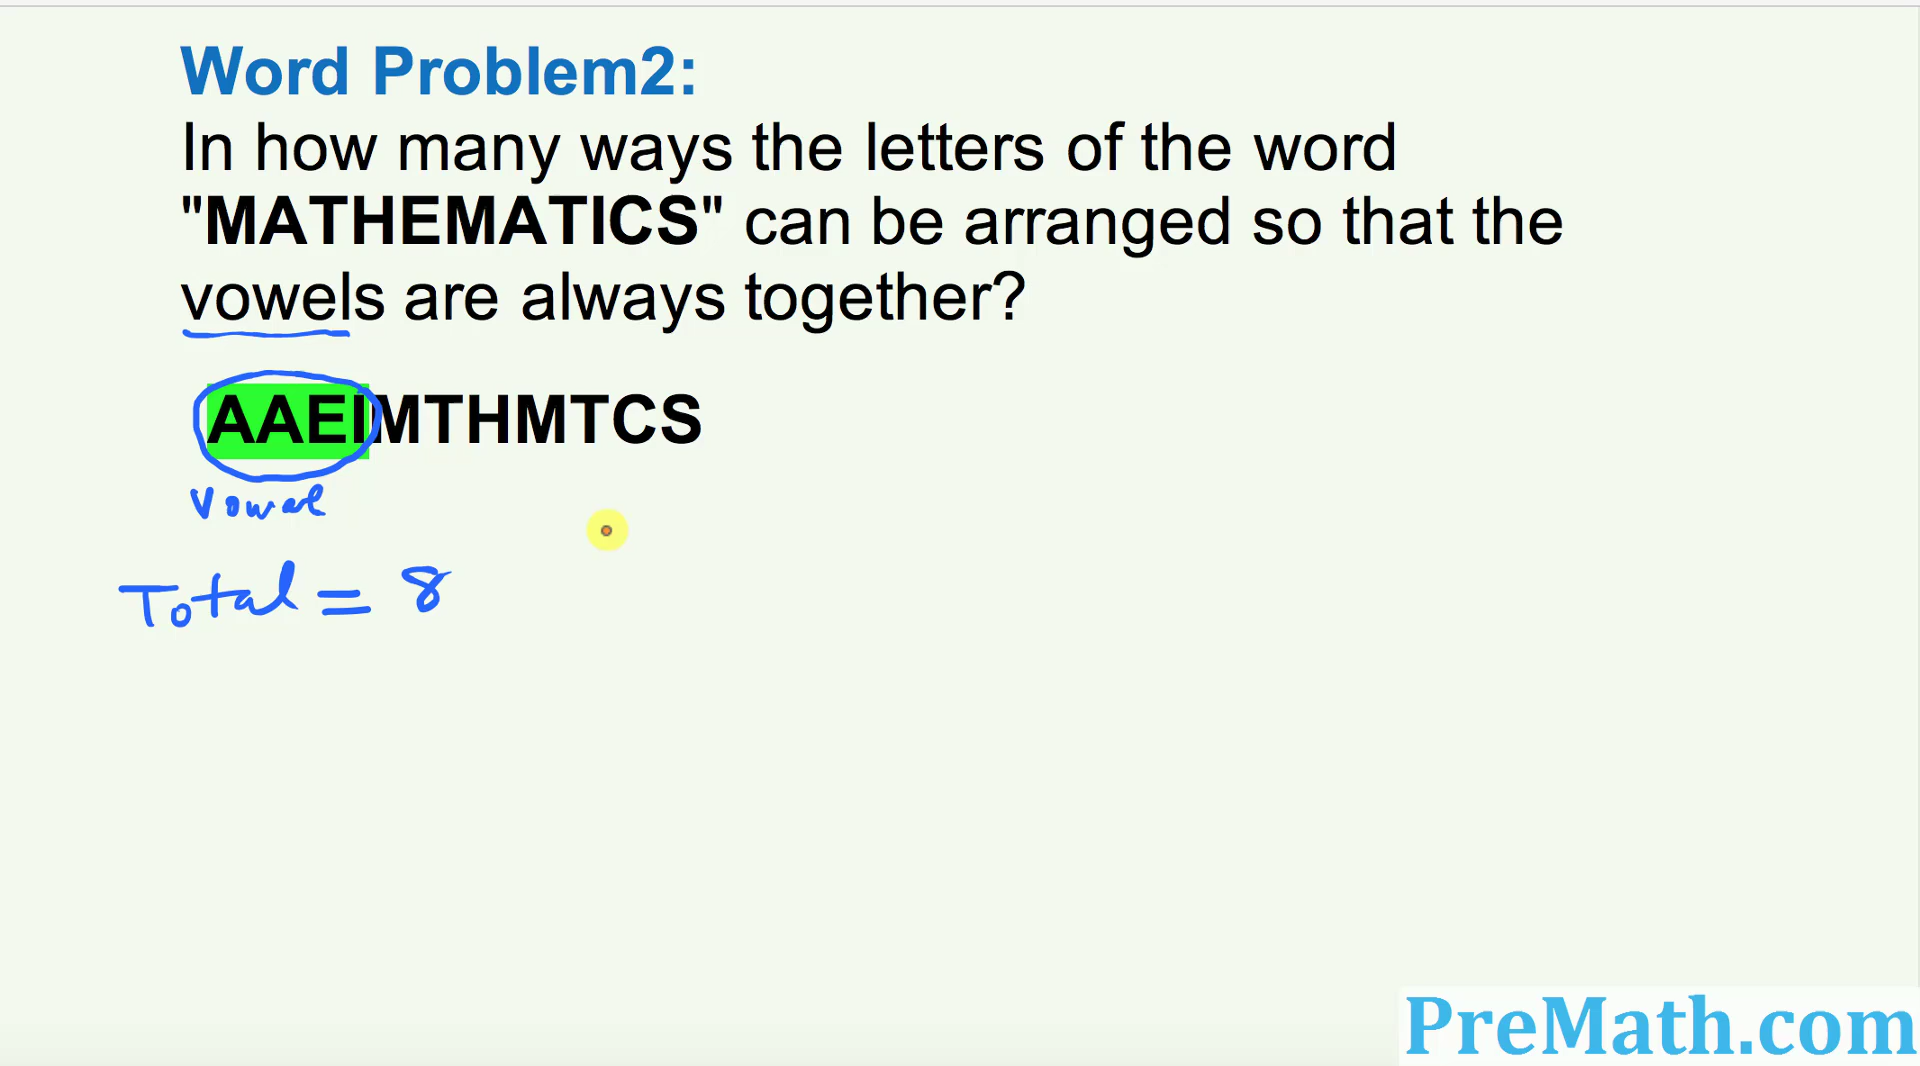 Word Problem2:
In how many ways the letters of the word
"MATHEMATICS" can be arranged so that the
vowels are always together?
AAEIMTHMTCS
Vowel
Total = 8
PreMath.com